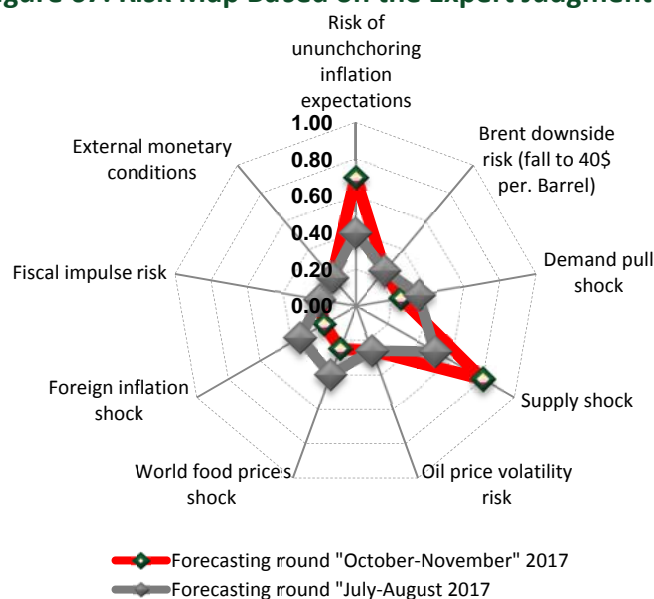 Risk Map Based on the Expert Judgment
Risk of
ununchchoring
inflation
expectations
Brent downside
risk (fall to 40$
per. Barrel)
Demand pull
shock
Supply shock
Oil price volatility
risk
World food prices
shock
Foreign inflation
shock
Fiscal impulse risk
External monetary
conditions
1.00
0.80
0.60
0.40
0.20
0.00
Forecasting round "October-November" 2017
Forecasting round "July-August 2017